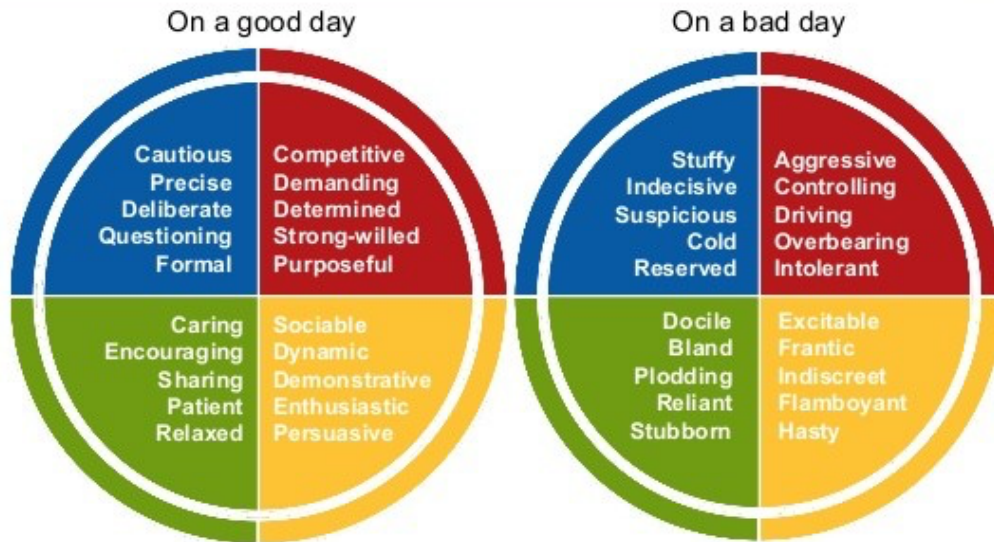 On a good day
Cautious
Precise
Deliberate
Questioning
Formal
Competitive
Demanding
Determined
Strong-willed
Purposeful
Caring
Encouraging
Sharing
Patient
Relaxed
Sociable
Dynamic
Demonstrative
Enthusiastic
Persuasive
On a bad day
Stuffy
Indecisive
Suspicious
Cold
Reserved
Aggressive
Controlling
Driving
Overbearing
Intolerant
Docile
Bland
Plodding
Reliant
Stubborn
Excitable
Frantic
Indiscreet
Flamboyant
Hasty